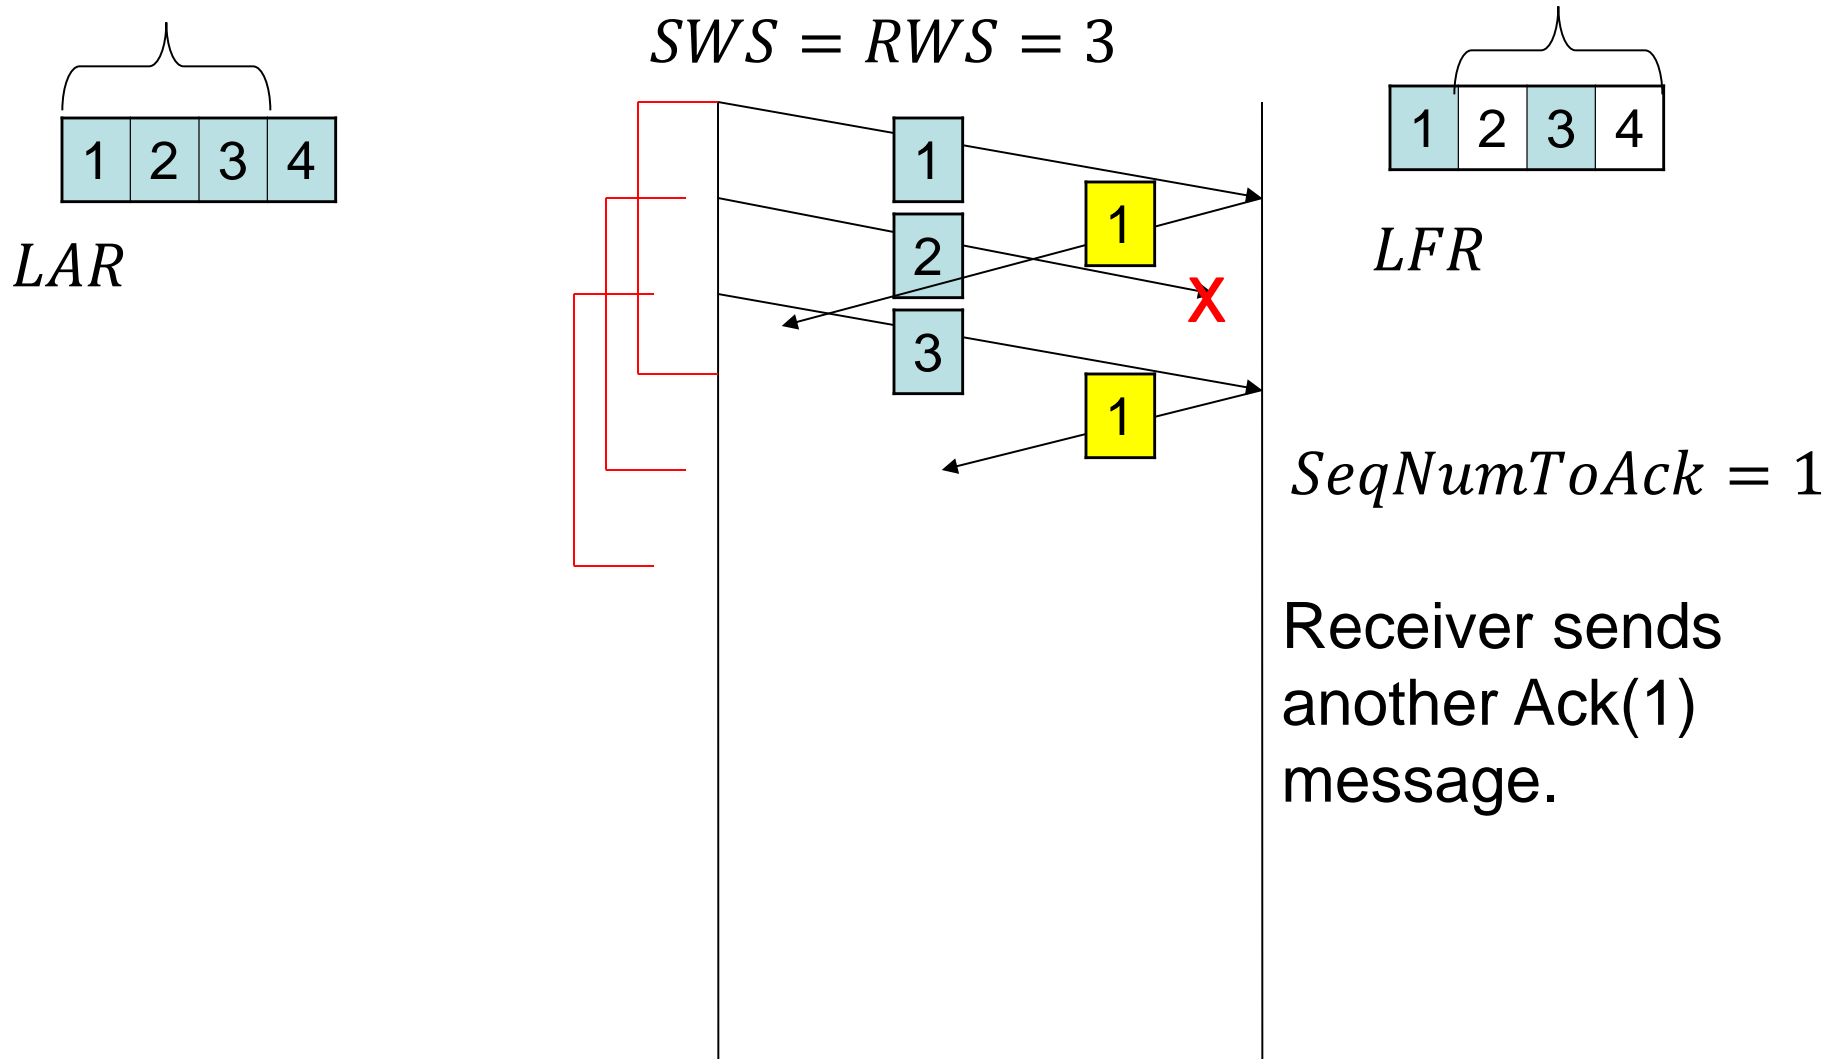 SWS = RWS = 3
1 2 3 4
LAR
1 2 3 4
LFR
1
1
2
X
3
1
SeqNumToAck = 1
Receiver sends
another Ack(1)
message.